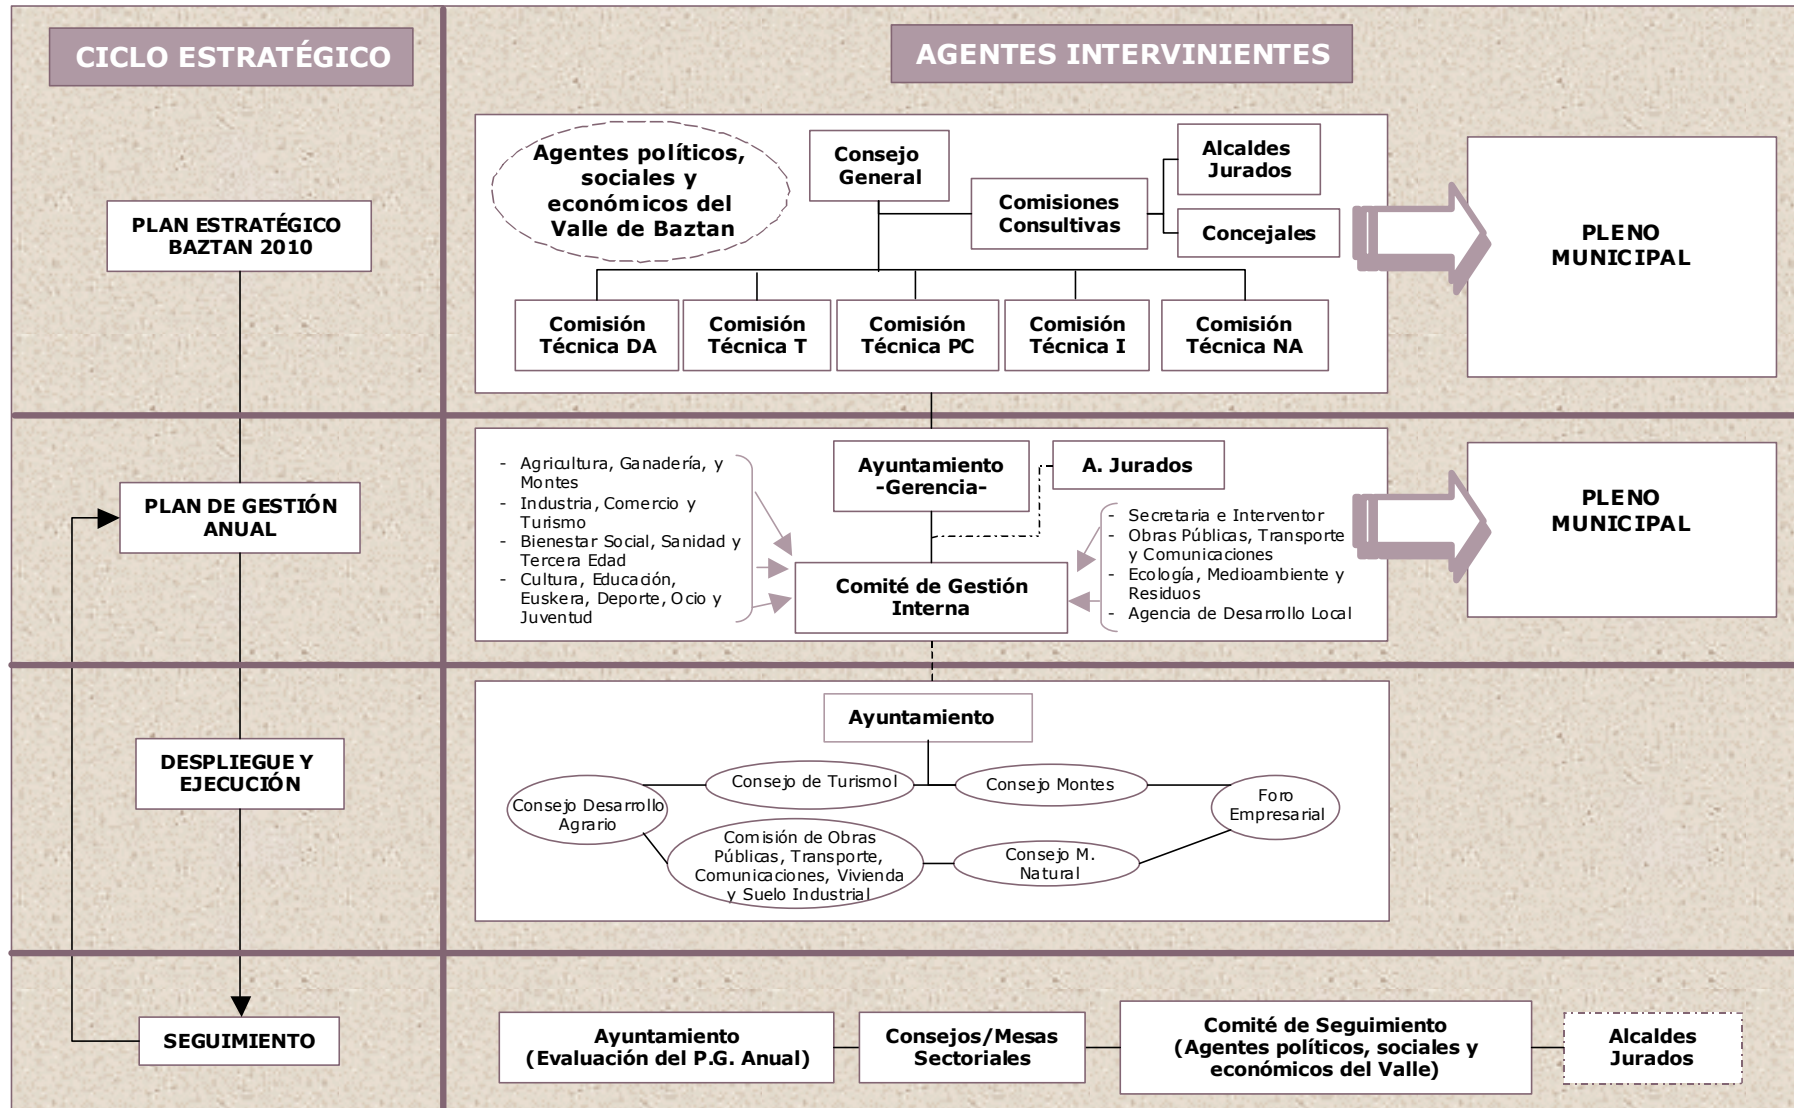 CICLO ESTRATÉGICO
AGENTES INTERVINIENTES
PLAN ESTRATÉGICO
BAZTAN 2010
Agentes políticos,
sociales y
económicos del
Valle de Baztan
Consejo
General
Comisiones
Consultivas
Alcaldes
Jurados
Concejales
Comisión
Técnica DA
Comisión
Técnica T
Comisión
Técnica PC
Comisión
Técnica I
Comisión
Técnica NA
PLENO
MUNICIPAL
PLAN DE GESTIÓN
ANUAL
- Agricultura, Ganadería, y
Montes
- Industria, Comercio y
Turismo
- Bienestar Social, Sanidad y
Tercera Edad
- Cultura, Educación,
Euskera, Deporte, Ocio y
Juventud
Ayuntamiento
-Gerencia-
A. Jurados
Comité de Gestión
Interna
- Secretaria e Interventor
- Obras Públicas, Transporte
y Comunicaciones
- Ecología, Medioambiente y
Residuos
- Agencia de Desarrollo Local
PLENO
MUNICIPAL
DESPLIEGUE Y
EJECUCIÓN
Ayuntamiento
Consejo de Turismol
Consejo Montes
Consejo Desarrollo
Agrario
Foro
Empresarial
Comisión de Obras
Públicas, Transporte,
Comunicaciones, Vivienda
y Suelo Industrial
Consejo M.
Natural
SEGUIMIENTO
Ayuntamiento
(Evaluación del P.G. Anual)
Consejos/Mesas
Sectoriales
Comité de Seguimiento
(Agentes políticos, sociales y
económicos del Valle)
Alcaldes
Jurados